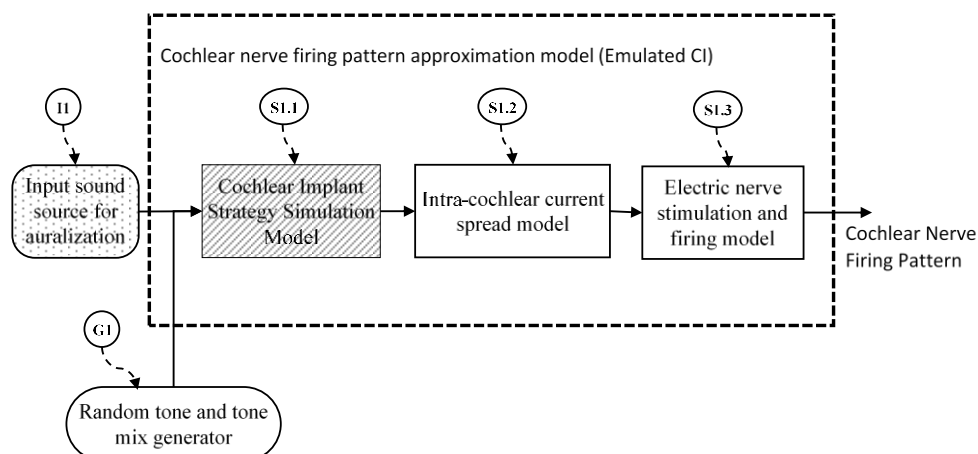 Cochlear nerve firing pattern approximation model (Emulated CI)
I1
S1.1
S1.2
S1.3
Input sound
source for
auralization
Cochlear Implant
Strategy Simulation
Model
Intra-cochlear current
spread model
Electric nerve
stimulation and
firing model
Cochlear Nerve
Firing Pattern
G1
Random tone and tone
mix generator